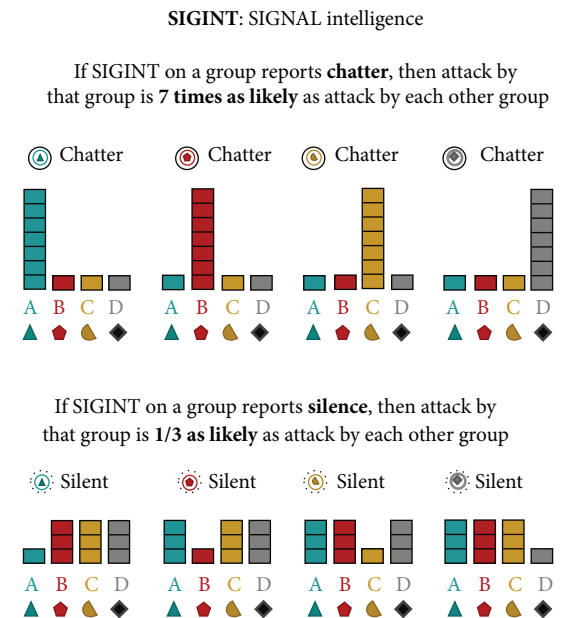 SIGINT: SIGNAL intelligence
If SIGINT on a group reports chatter, then attack by
that group is 7 times as likely as attack by each other group
Chatter Chatter Chatter Chatter
A B C D A B C D A B C D A B C D
If SIGINT on a group reports silence, then attack by
that group is 1/3 as likely as attack by each other group
Silent Silent Silent Silent
A B C D A B C D A B C D A B C D